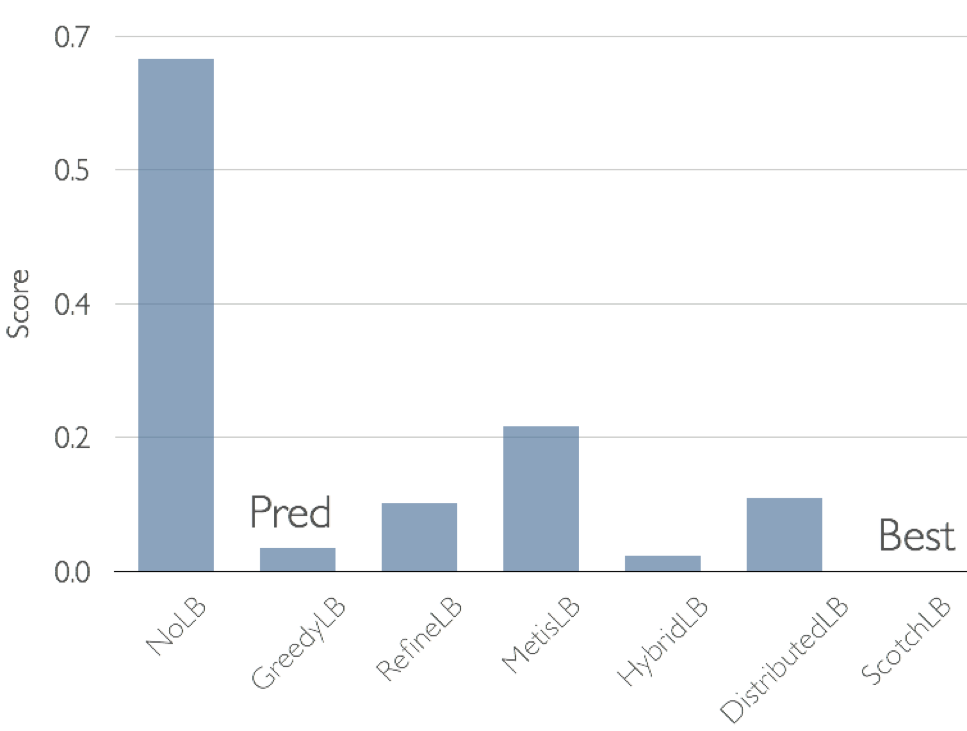 0.7
0.5
0.4
0.2
0.0
Score
Pred
Best
NoLB
GreedyLB
RefineLB
MetisLB
HybridLB
DistributedLB
ScotchLB